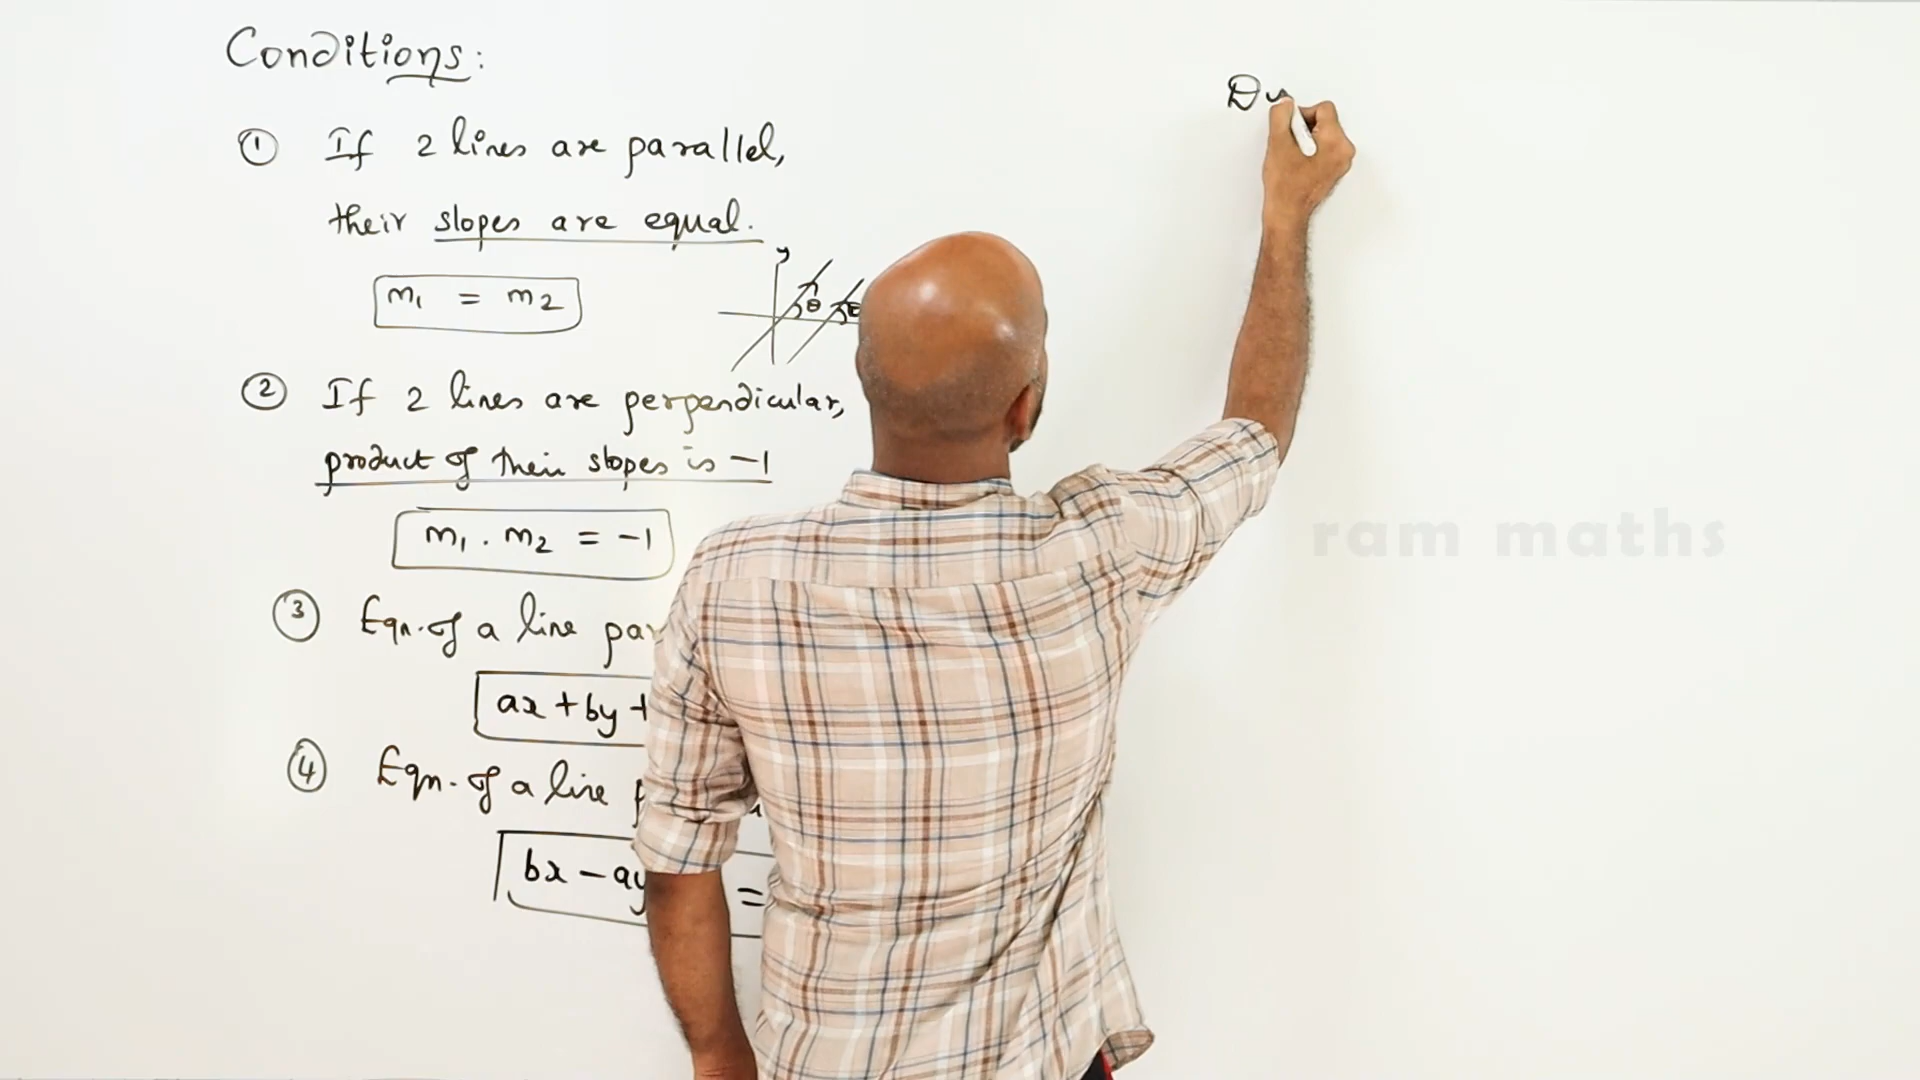 Conditions:
① If 2 lines are parallel,
their slopes are equal.
m₁ = m₂
y
θ
② If 2 lines are perpendicular,
product of their slopes is -1
m₁ . m₂ = -1
③ Eqn. of a line
ax + by +
④ Eqn. of a line
bx - ay =
ram maths